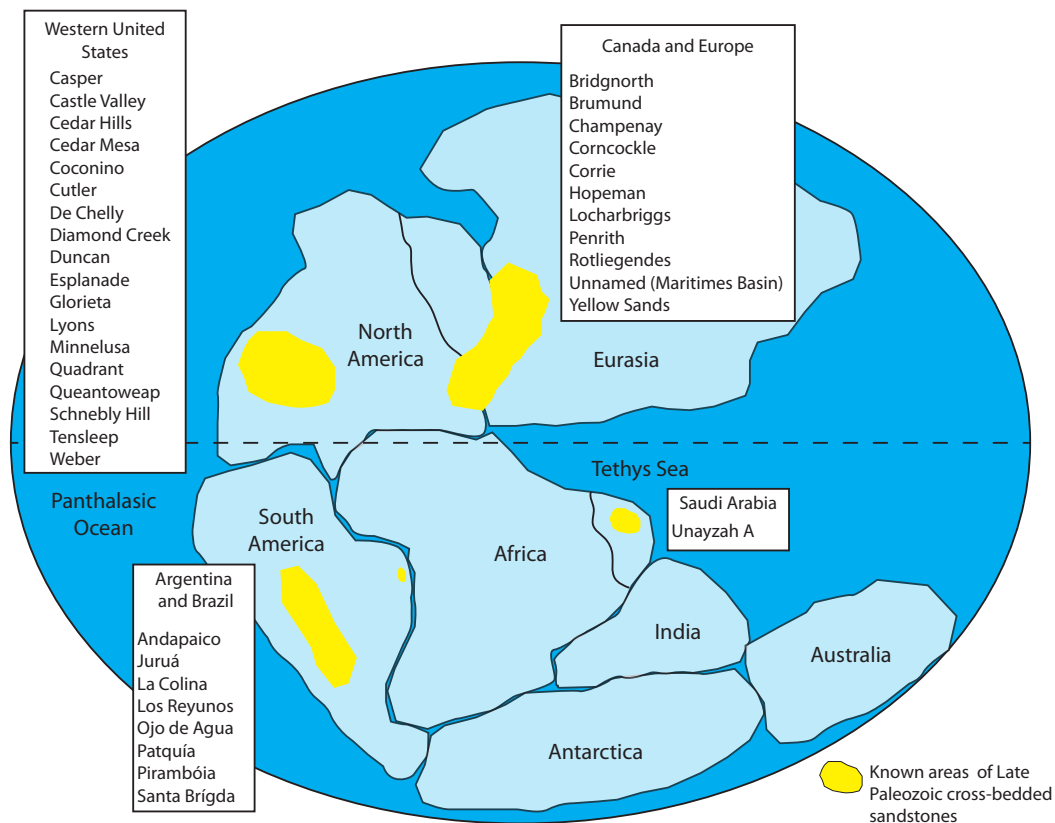 Western United
States
Casper
Castle Valley
Cedar Hills
Cedar Mesa
Coconino
Cutler
De Chelly
Diamond Creek
Duncan
Esplanade
Glorieta
Lyons
Minnelusa
Quadrant
Queantoweap
Schnebly Hill
Tensleep
Weber
Canada and Europe
Bridgnorth
Brumund
Champenay
Corncockle
Corrie
Hopeman
Locharbriggs
Penrith
Rotliegendes
Unnamed (Maritimes Basin)
Yellow Sands
North
America
Eurasia
Tethys Sea
Panthalasic
Ocean
South
America
Africa
Saudi Arabia
Unayzah A
Argentina
and Brazil
Andapaico
Juruá
La Colina
Los Reyunos
Ojo de Agua
Patquía
Pirambóia
Santa Brígda
India
Australia
Antarctica
Known areas of Late
Paleozoic cross-bedded
sandstones